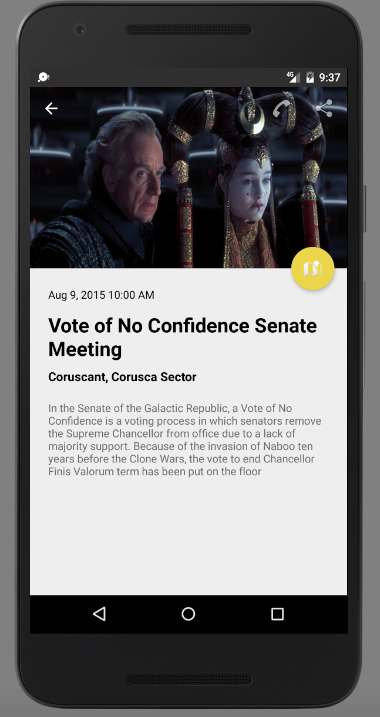 4G 9:37
Aug 9, 2015 10:00 AM
Vote of No Confidence Senate
Meeting
Coruscant, Corusca Sector
In the Senate of the Galactic Republic, a Vote of No
Confidence is a voting process in which senators remove
the Supreme Chancellor from office due to a lack of
majority support. Because of the invasion of Naboo ten
years before the Clone Wars, the vote to end Chancellor
Finis Valorum term has been put on the floor